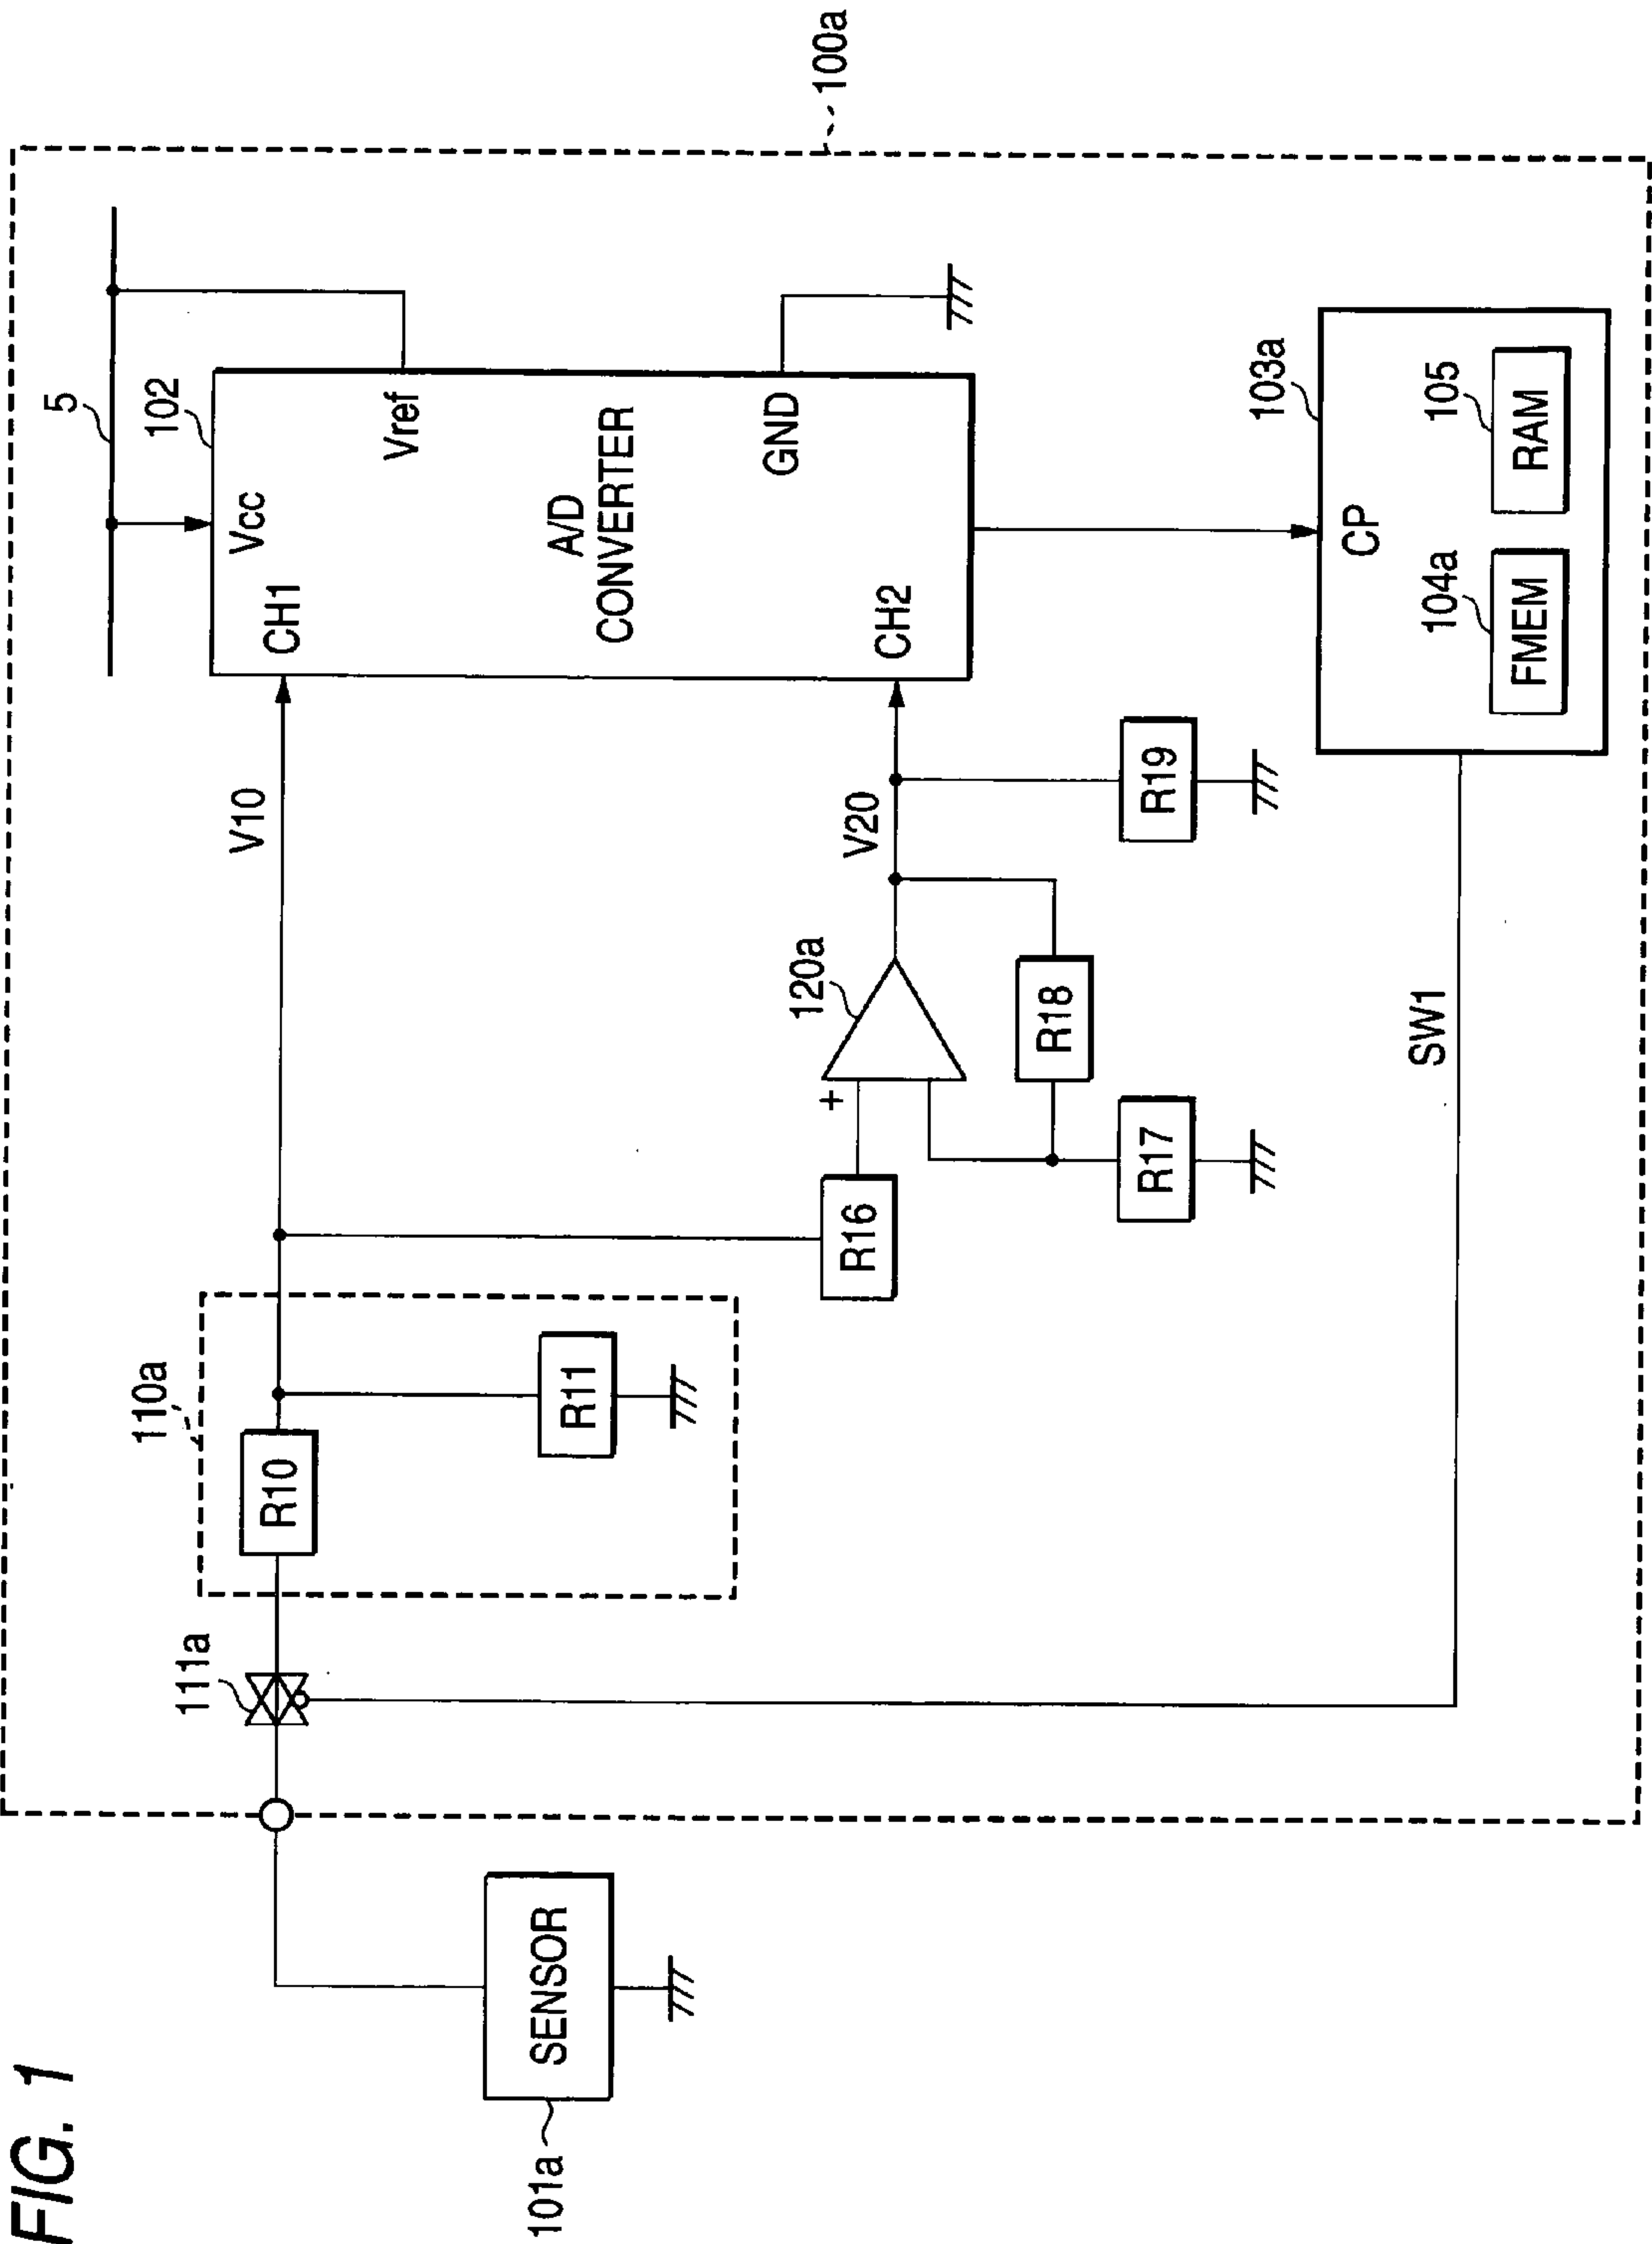 FIG. 1
100a
5
102
Vcc
CH1
Vref
A/D
CONVERTER
GND
CH2
V10
110a
R10
R11
111a
SENSOR
101a
R16
+
120a
V20
R18
R17
R19
SW1
103a
CP
104a
FMEM
105
RAM